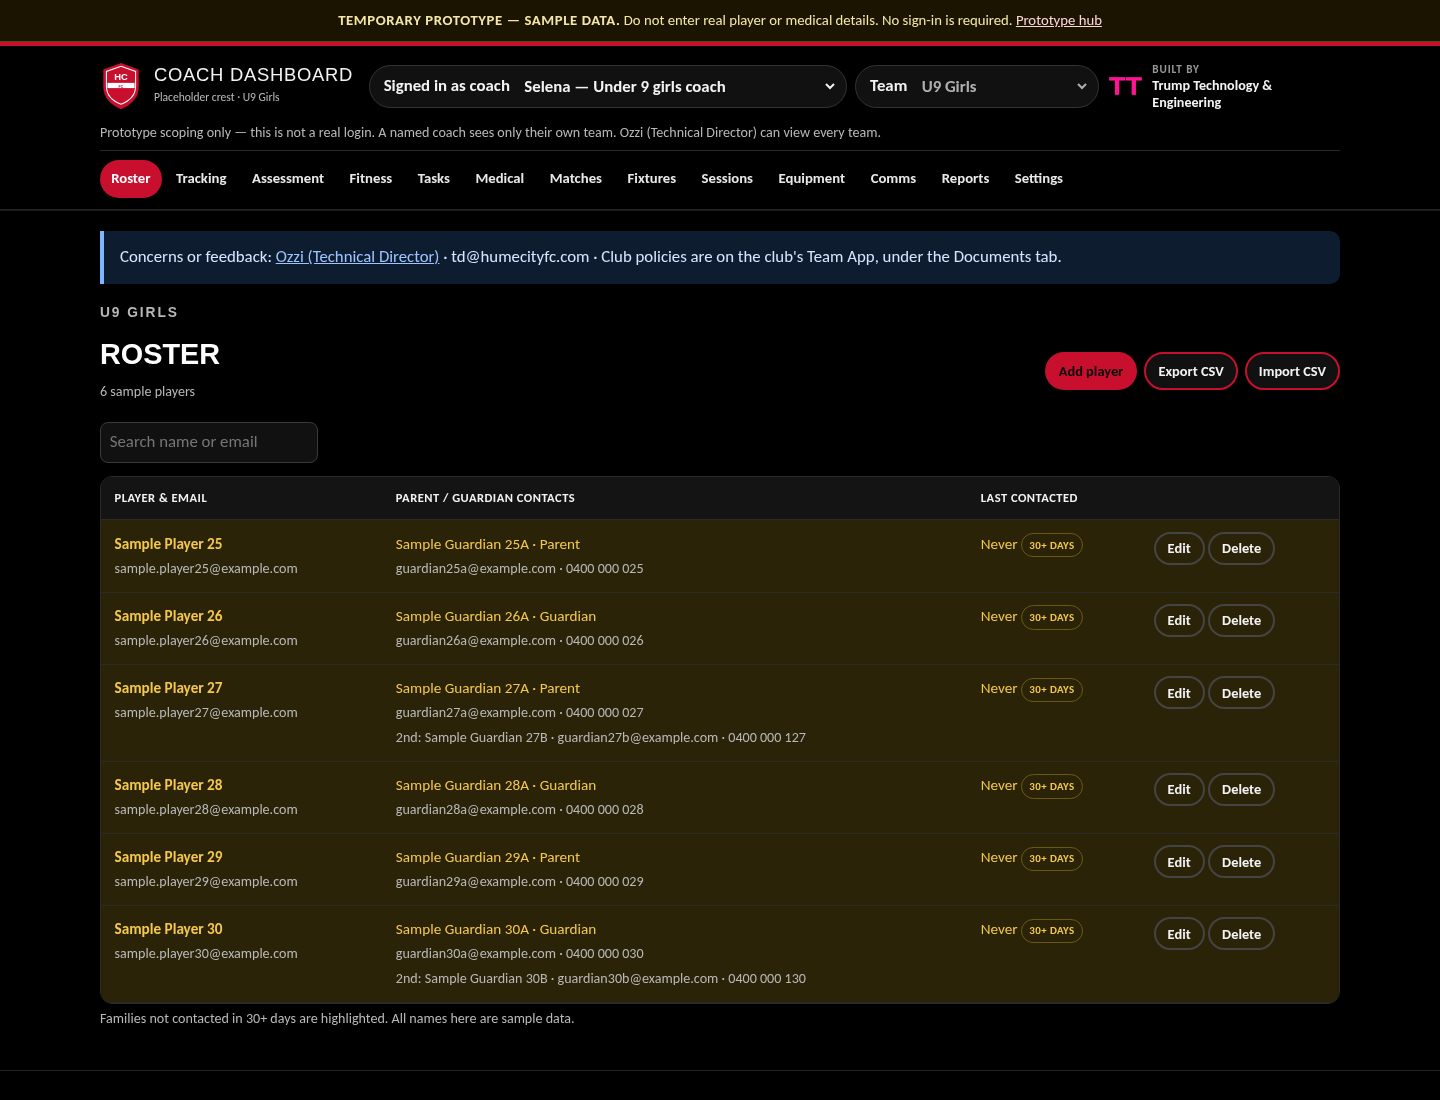 TEMPORARY PROTOTYPE — SAMPLE DATA. Do not enter real player or medical details. No sign-in is required. Prototype hub
HC
FC
COACH DASHBOARD
Placeholder crest · U9 Girls
Signed in as coach Selena — Under 9 girls coach
Team U9 Girls
TT
BUILT BY
Trump Technology &
Engineering
Prototype scoping only — this is not a real login. A named coach sees only their own team. Ozzi (Technical Director) can view every team.
Roster Tracking Assessment Fitness Tasks Medical Matches Fixtures Sessions Equipment Comms Reports Settings
Concerns or feedback: Ozzi (Technical Director) · td@humecityfc.com · Club policies are on the club's Team App, under the Documents tab.
U9 GIRLS
ROSTER
6 sample players
Add player Export CSV Import CSV
Search name or email
PLAYER & EMAIL PARENT / GUARDIAN CONTACTS LAST CONTACTED
Sample Player 25 Sample Guardian 25A · Parent Never 30+ DAYS Edit Delete
sample.player25@example.com guardian25a@example.com · 0400 000 025
Sample Player 26 Sample Guardian 26A · Guardian Never 30+ DAYS Edit Delete
sample.player26@example.com guardian26a@example.com · 0400 000 026
Sample Player 27 Sample Guardian 27A · Parent Never 30+ DAYS Edit Delete
sample.player27@example.com guardian27a@example.com · 0400 000 027
2nd: Sample Guardian 27B · guardian27b@example.com · 0400 000 127
Sample Player 28 Sample Guardian 28A · Guardian Never 30+ DAYS Edit Delete
sample.player28@example.com guardian28a@example.com · 0400 000 028
Sample Player 29 Sample Guardian 29A · Parent Never 30+ DAYS Edit Delete
sample.player29@example.com guardian29a@example.com · 0400 000 029
Sample Player 30 Sample Guardian 30A · Guardian Never 30+ DAYS Edit Delete
sample.player30@example.com guardian30a@example.com · 0400 000 030
2nd: Sample Guardian 30B · guardian30b@example.com · 0400 000 130
Families not contacted in 30+ days are highlighted. All names here are sample data.